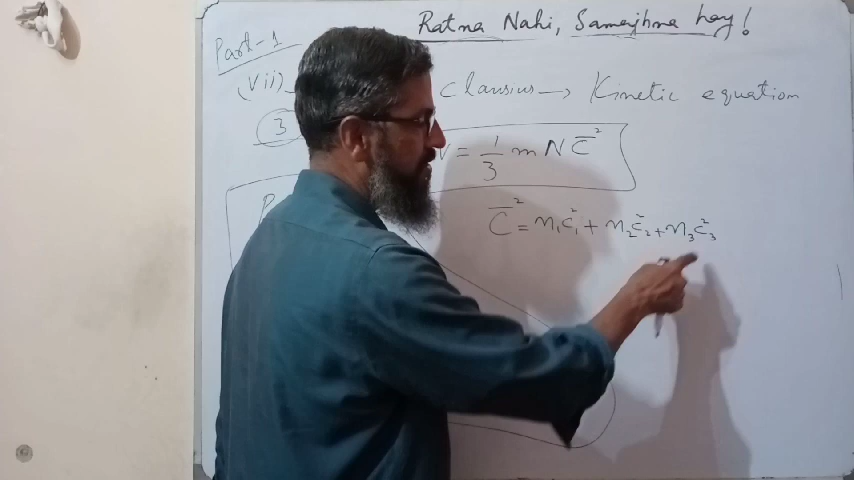 Ratna Nahi, Samajhna hay!
Part-1
(vii) Clausius → Kinetic equation
3
V = 1/3 m N C̅²
P
C̅² = n₁c₁² + n₂c₂² + n₃c₃²